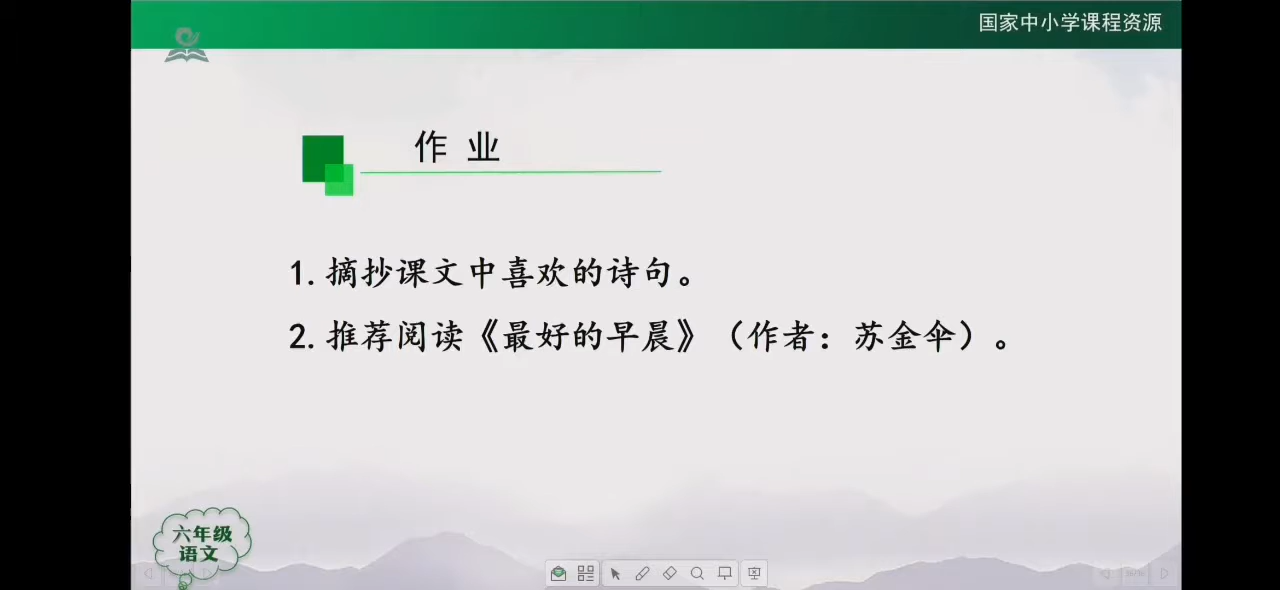 国家中小学课程资源
作 业
1.摘抄课文中喜欢的诗句。
2.推荐阅读《最好的早晨》（作者：苏金伞）。
六年级
语文